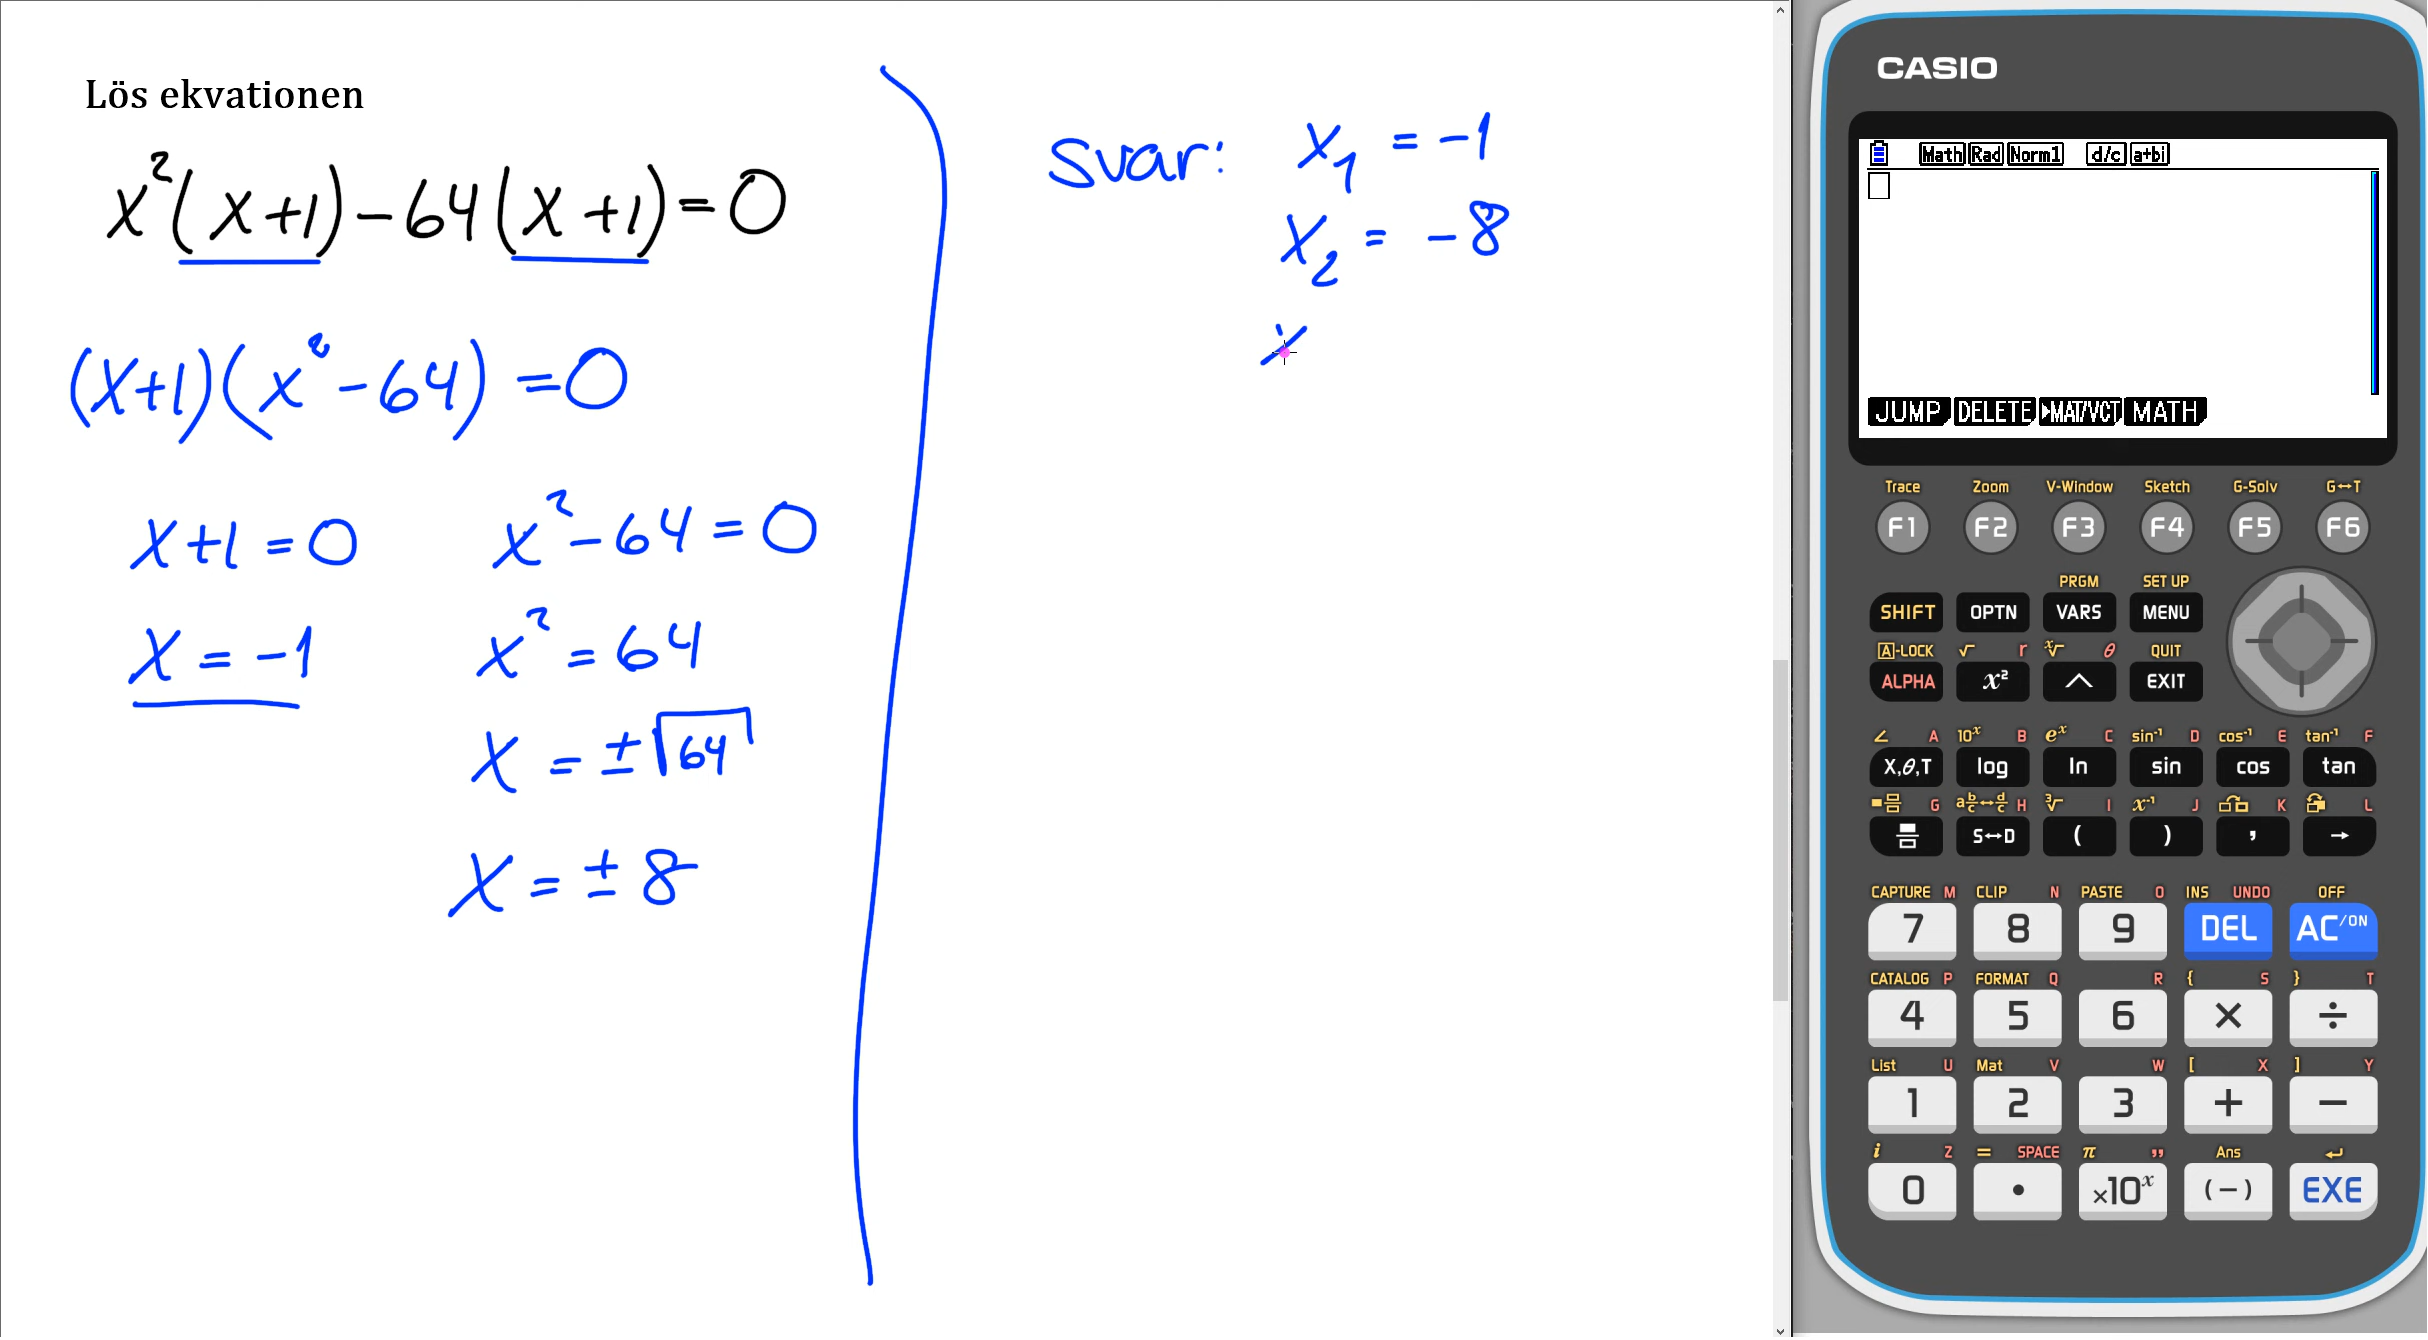 Lös ekvationen
x²(x+1)-64(x+1)=0
(x+1)(x²-64)=0
x+1=0
x²-64=0
x=-1
x²=64
x=±√64
x=±8
Svar: x₁ = -1
x₂ = -8
x
CASIO
Math Rad Norm1 d/c a+bi
JUMP DELETE ▶MAT/VCT MATH
Trace Zoom V-Window Sketch G-Solv G↔T
F1 F2 F3 F4 F5 F6
PRGM SET UP
SHIFT OPTN VARS MENU
A-LOCK √ r ˣ√ θ QUIT
ALPHA x² ^ EXIT
∠ A 10ˣ B eˣ C sin⁻¹ D cos⁻¹ E tan⁻¹ F
X,θ,T log ln sin cos tan
G a b/c↔d/c H ³√ I x⁻¹ J K L
S↔D ( ) , →
CAPTURE M CLIP N PASTE O INS UNDO OFF
7 8 9 DEL AC/ON
CATALOG P FORMAT Q R { S } T
4 5 6 × ÷
List U Mat V W [ X ] Y
1 2 3 + −
i Z = SPACE π " Ans ↵
0 • ×10ˣ (−) EXE